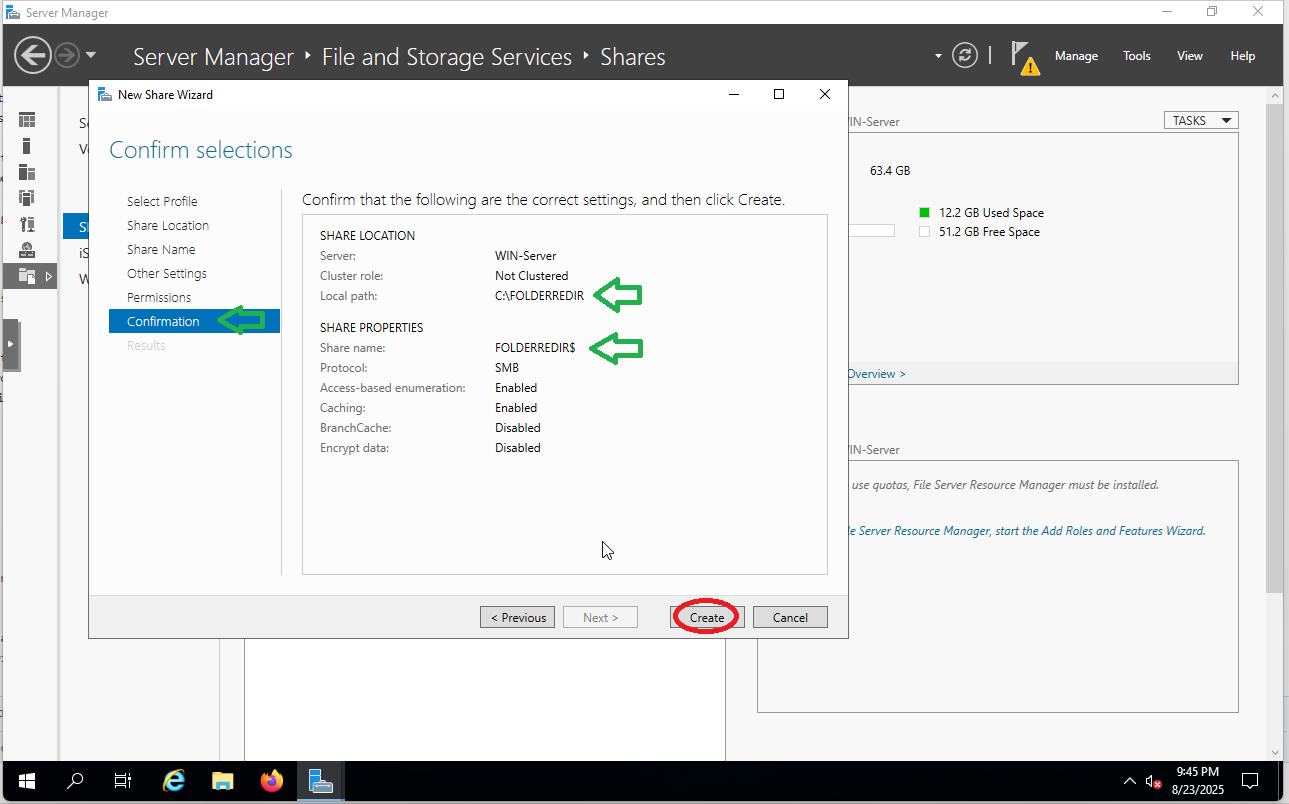 Server Manager
Server Manager ‣ File and Storage Services ‣ Shares
Manage Tools View Help
New Share Wizard
WIN-Server
TASKS
Confirm selections
63.4 GB
12.2 GB Used Space
51.2 GB Free Space
Select Profile
Share Location
Share Name
Other Settings
Permissions
Confirmation
Results
Confirm that the following are the correct settings, and then click Create.
SHARE LOCATION
Server: WIN-Server
Cluster role: Not Clustered
Local path: C:\FOLDERREDIR
SHARE PROPERTIES
Share name: FOLDERREDIR$
Protocol: SMB
Access-based enumeration: Enabled
Caching: Enabled
BranchCache: Disabled
Encrypt data: Disabled
Overview >
WIN-Server
use quotas, File Server Resource Manager must be installed.
Server Resource Manager, start the Add Roles and Features Wizard.
< Previous
Next >
Create
Cancel
9:45 PM
8/23/2025